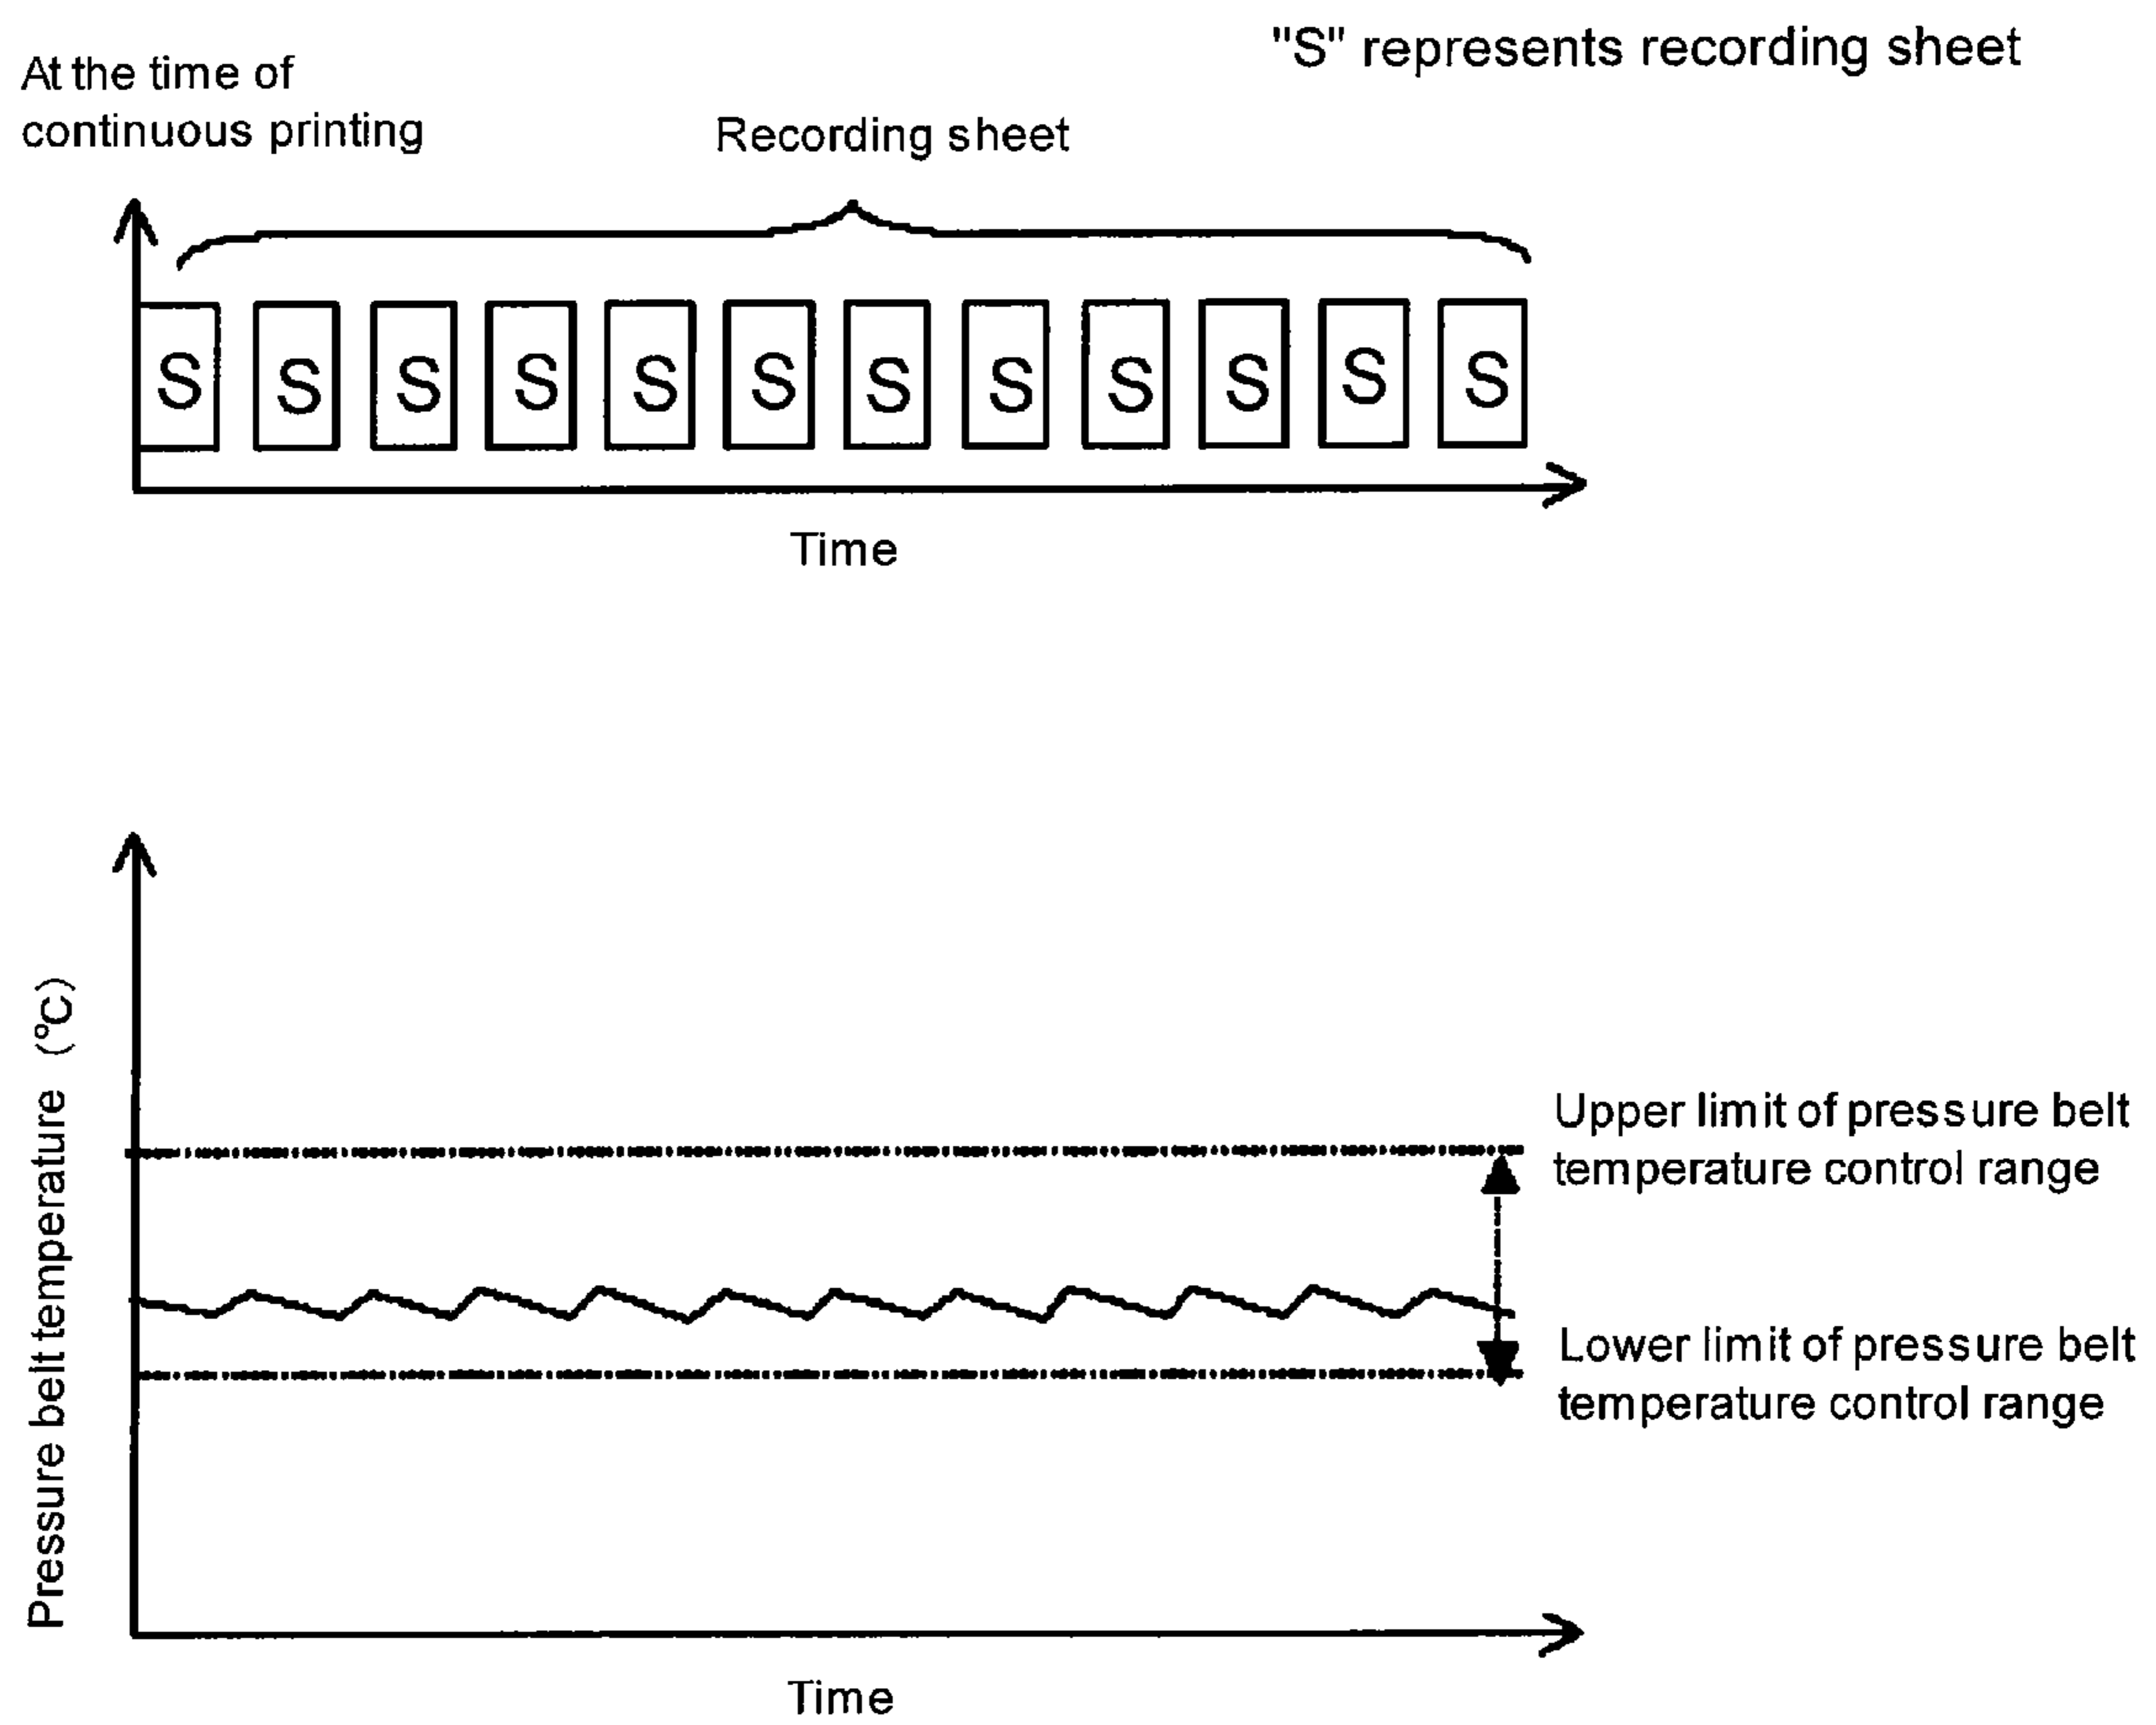 "S" represents recording sheet
At the time of
continuous printing
Recording sheet
S S S S S S S S S S S S
Time
Pressure belt temperature (°C)
Upper limit of pressure belt
temperature control range
Lower limit of pressure belt
temperature control range
Time